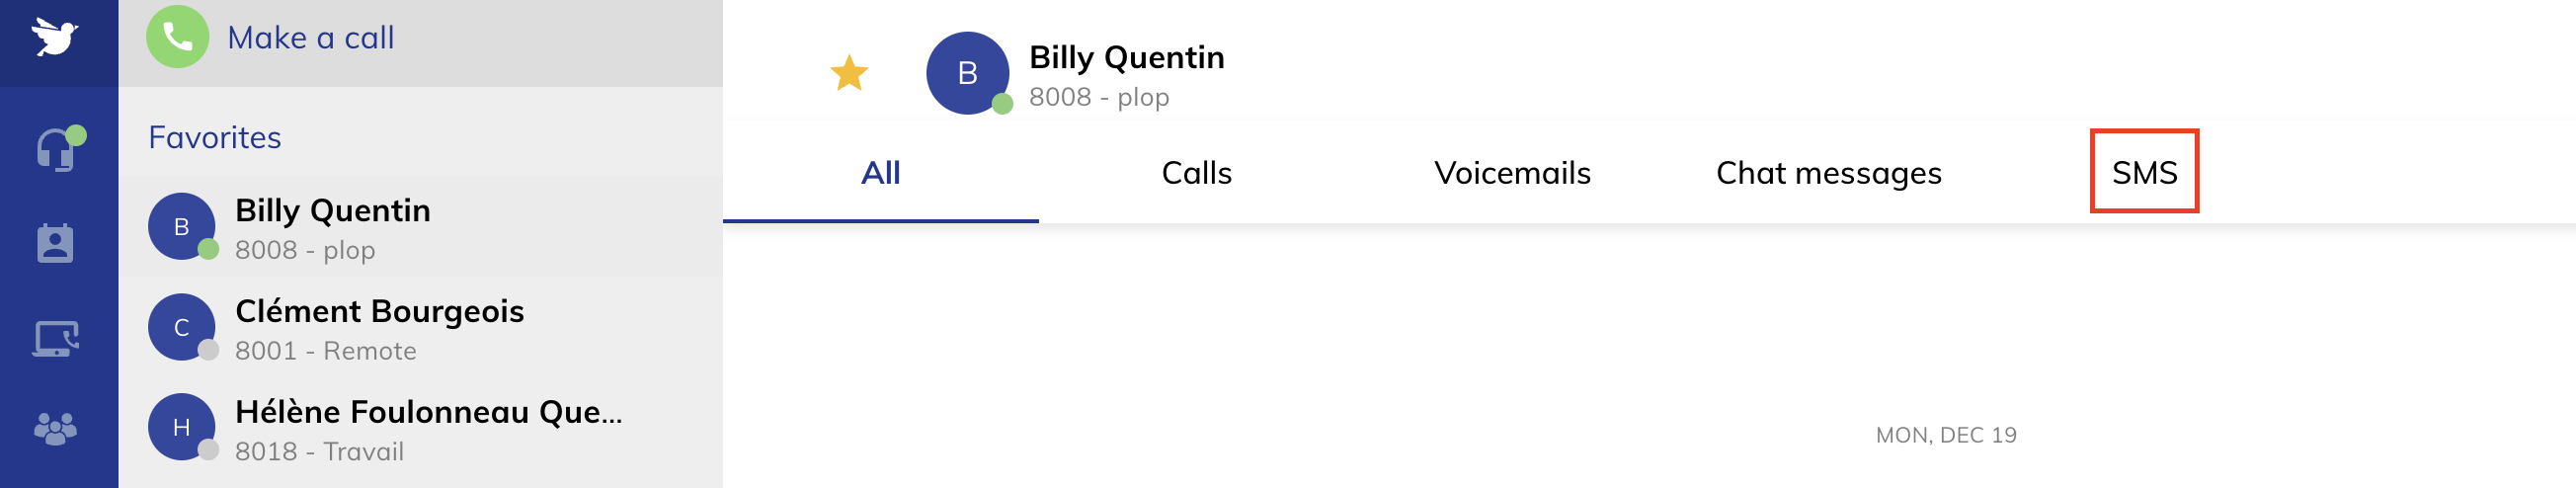 Make a call
Favorites
B
Billy Quentin
8008 - plop
C
Clément Bourgeois
8001 - Remote
H
Hélène Foulonneau Que...
8018 - Travail
B
Billy Quentin
8008 - plop
All Calls Voicemails Chat messages SMS
MON, DEC 19